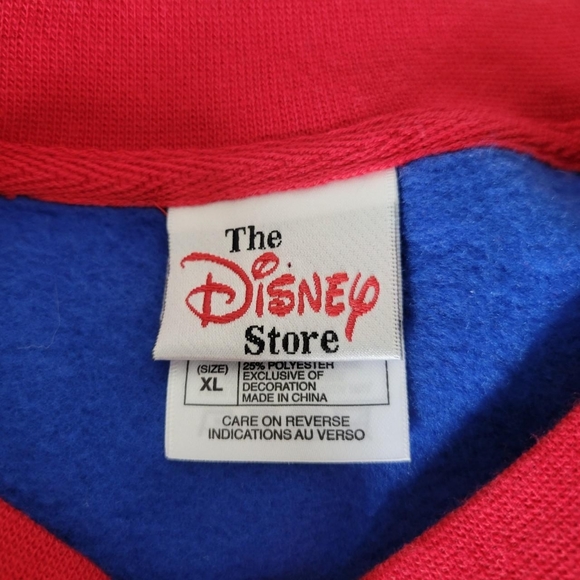 The
Disney
Store
(SIZE)
XL
25% POLYESTER
EXCLUSIVE OF
DECORATION
MADE IN CHINA
CARE ON REVERSE
INDICATIONS AU VERSO